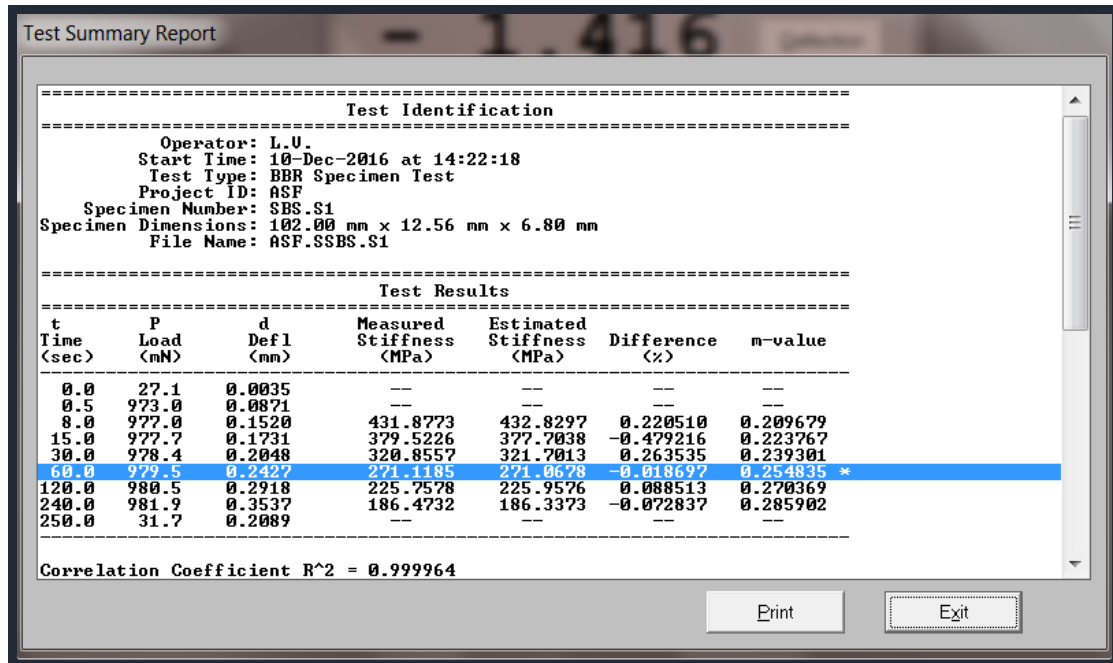 Test Summary Report
- 1.416
Deflection
Test Identification
Operator: L.V.
Start Time: 10-Dec-2016 at 14:22:18
Test Type: BBR Specimen Test
Project ID: ASF
Specimen Number: SBS.S1
Specimen Dimensions: 102.00 mm x 12.56 mm x 6.80 mm
File Name: ASF.SSBS.S1
Test Results
t P d Measured Estimated
Time Load Defl Stiffness Stiffness Difference m-value
(sec) (mN) (mm) (MPa) (MPa) (%)
0.0 27.1 0.0035 -- -- -- --
0.5 973.0 0.0871 -- -- -- --
8.0 977.0 0.1520 431.8773 432.8297 0.220510 0.209679
15.0 977.7 0.1731 379.5226 377.7038 -0.479216 0.223767
30.0 978.4 0.2048 320.8557 321.7013 0.263535 0.239301
60.0 979.5 0.2427 271.1185 271.0678 -0.018697 0.254835 *
120.0 980.5 0.2918 225.7578 225.9576 0.088513 0.270369
240.0 981.9 0.3537 186.4732 186.3373 -0.072837 0.285902
250.0 31.7 0.2089 -- -- -- --
Correlation Coefficient R^2 = 0.999964
Print
Exit